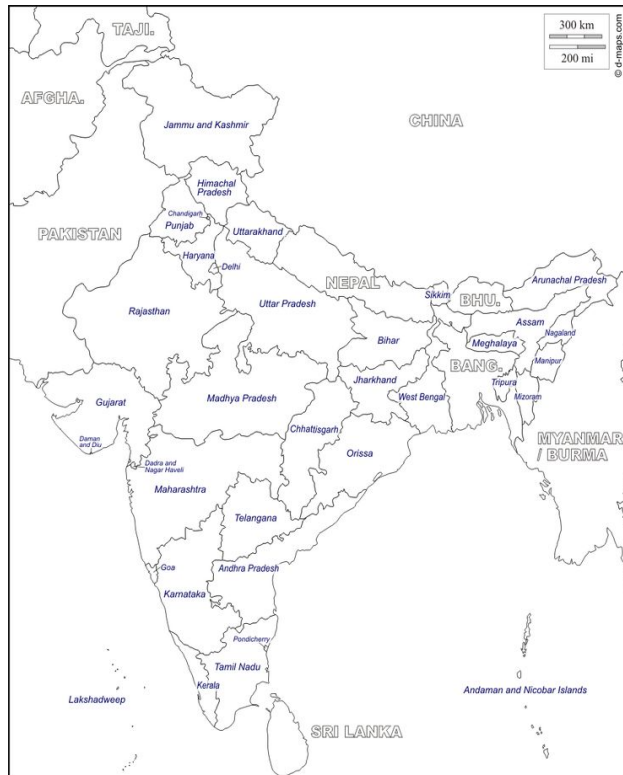 TAJI.
300 km
200 mi
© d-maps.com
AFGHA.
CHINA
Jammu and Kashmir
Himachal
Pradesh
Chandigarh
Punjab
Uttarakhand
PAKISTAN
Haryana
Delhi
NEPAL
Sikkim
BHU.
Arunachal Pradesh
Rajasthan
Uttar Pradesh
Assam
Nagaland
Bihar
Meghalaya
Manipur
BANG.
Jharkhand
Tripura
Mizoram
Gujarat
Madhya Pradesh
West Bengal
Chhattisgarh
Daman
and Diu
Orissa
MYANMAR
/ BURMA
Dadra and
Nagar Haveli
Maharashtra
Telangana
Goa
Andhra Pradesh
Karnataka
Pondicherry
Tamil Nadu
Kerala
Lakshadweep
Andaman and Nicobar Islands
SRI LANKA